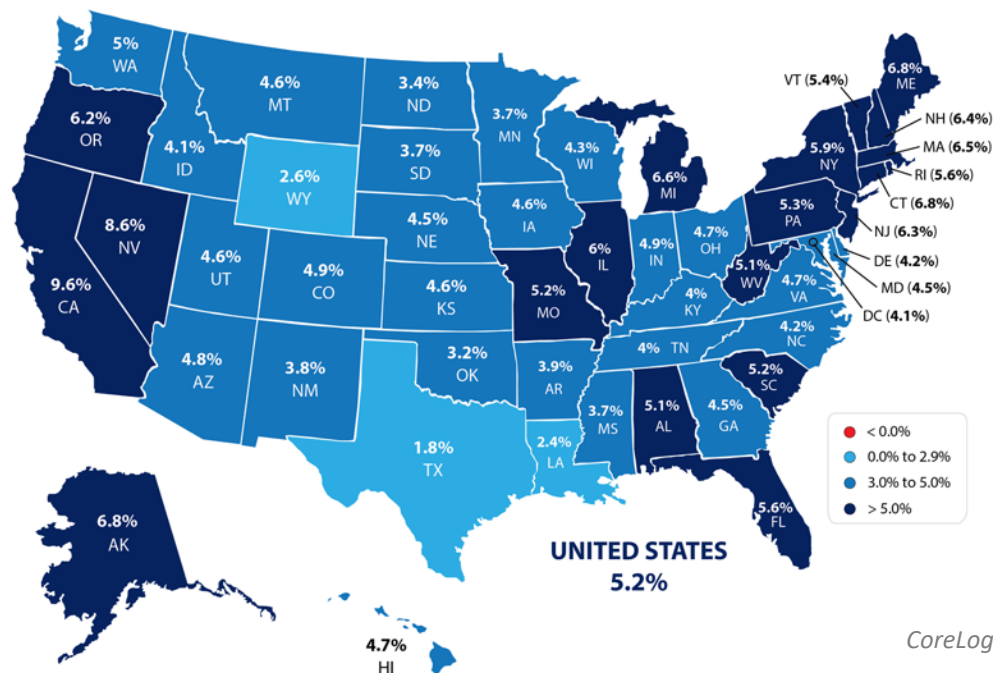 5%
WA
4.6%
MT
3.4%
ND
3.7%
MN
VT (5.4%)
6.8%
ME
NH (6.4%)
MA (6.5%)
RI (5.6%)
CT (6.8%)
NJ (6.3%)
DE (4.2%)
MD (4.5%)
DC (4.1%)
6.2%
OR
4.1%
ID
2.6%
WY
3.7%
SD
4.3%
WI
6.6%
MI
5.9%
NY
5.3%
PA
8.6%
NV
4.6%
UT
4.9%
CO
4.5%
NE
4.6%
IA
6%
IL
4.9%
IN
4.7%
OH
5.1%
WV
4.7%
VA
9.6%
CA
4.6%
KS
5.2%
MO
4%
KY
4.2%
NC
4.8%
AZ
3.8%
NM
3.2%
OK
3.9%
AR
4% TN
5.2%
SC
1.8%
TX
2.4%
LA
3.7%
MS
5.1%
AL
4.5%
GA
5.6%
FL
< 0.0%
0.0% to 2.9%
3.0% to 5.0%
> 5.0%
6.8%
AK
4.7%
HI
UNITED STATES
5.2%
CoreLog